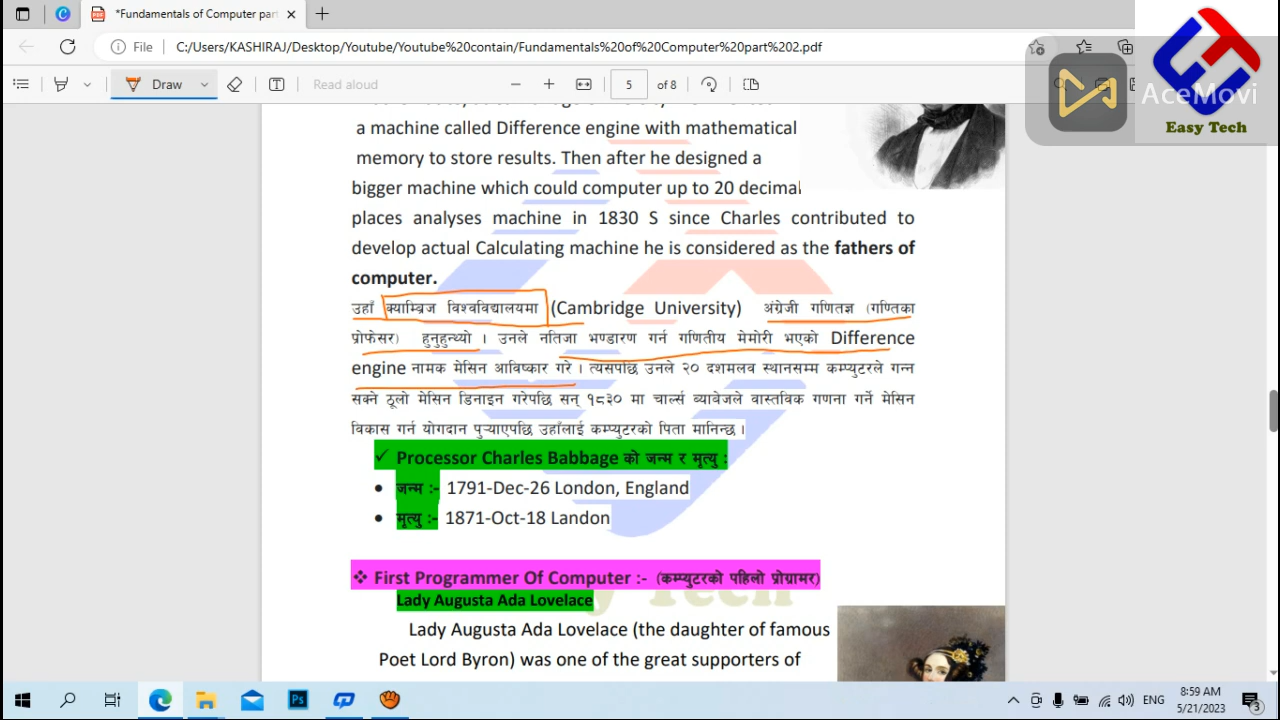 *Fundamentals of Computer par
File
C:/Users/KASHIRAJ/Desktop/Youtube/Youtube%20contain/Fundamentals%20of%20Computer%20part%202.pdf
AceMovi
Easy Tech
Draw
Read aloud
5 of 8
a machine called Difference engine with mathematical
memory to store results. Then after he designed a
bigger machine which could computer up to 20 decimal
places analyses machine in 1830 S since Charles contributed to
develop actual Calculating machine he is considered as the fathers of
computer.
उहाँ क्याम्ब्रिज विश्वविद्यालयमा (Cambridge University) अंग्रेजी गणितज्ञ (गण्तिका
प्रोफेसर) हुनुहुन्थ्यो । उनले नतिजा भण्डारण गर्न गणितीय मेमोरी भएको Difference
engine नामक मेसिन आविष्कार गरे । त्यसपछि उनले २० दशमलव स्थानसम्म कम्प्युटरले गन्न
सक्ने ठूलो मेसिन डिनाइन गरेपछि सन् १८३० मा चार्ल्स ब्यावेजले वास्तविक गणना गर्ने मेसिन
विकास गर्न योगदान पुऱ्याएपछि उहाँलाई कम्प्युटरको पिता मानिन्छ ।
✓ Processor Charles Babbage को जन्म र मृत्यु :
• जन्म :- 1791-Dec-26 London, England
• मृत्यु :- 1871-Oct-18 Landon
❖ First Programmer Of Computer :- (कम्प्युटरको पहिलो प्रोग्रामर)
Lady Augusta Ada Lovelace
Lady Augusta Ada Lovelace (the daughter of famous
Poet Lord Byron) was one of the great supporters of
ENG
8:59 AM
5/21/2023
3